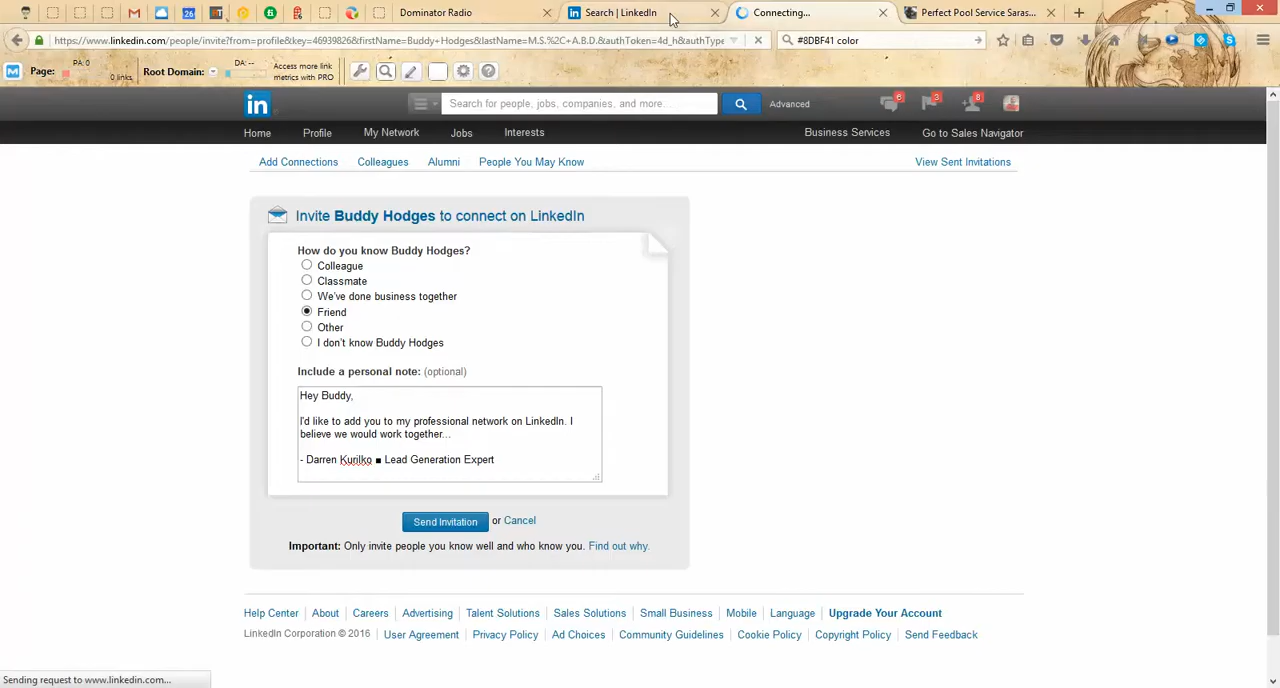 Dominator Radio
Search | LinkedIn
Connecting...
Perfect Pool Service Saras...
https://www.linkedin.com/people/invite?from=profile&key=46939826&firstName=Buddy+Hodges&lastName=M.S.%2C+A.B.D.&authToken=4d_h&authType
#8DBF41 color
Page:
PA: 0
0 links
Root Domain:
DA: --
Access more link
metrics with PRO
in
Search for people, jobs, companies, and more...
Advanced
6
3
8
Home
Profile
My Network
Jobs
Interests
Business Services
Go to Sales Navigator
Add Connections
Colleagues
Alumni
People You May Know
View Sent Invitations
Invite Buddy Hodges to connect on LinkedIn
How do you know Buddy Hodges?
Colleague
Classmate
We've done business together
Friend
Other
I don't know Buddy Hodges
Include a personal note: (optional)
Hey Buddy,
I'd like to add you to my professional network on LinkedIn. I
believe we would work together...
- Darren Kurilko ■ Lead Generation Expert
Send Invitation or Cancel
Important: Only invite people you know well and who know you. Find out why.
Help Center
About
Careers
Advertising
Talent Solutions
Sales Solutions
Small Business
Mobile
Language
Upgrade Your Account
LinkedIn Corporation © 2016
User Agreement
Privacy Policy
Ad Choices
Community Guidelines
Cookie Policy
Copyright Policy
Send Feedback
Sending request to www.linkedin.com...